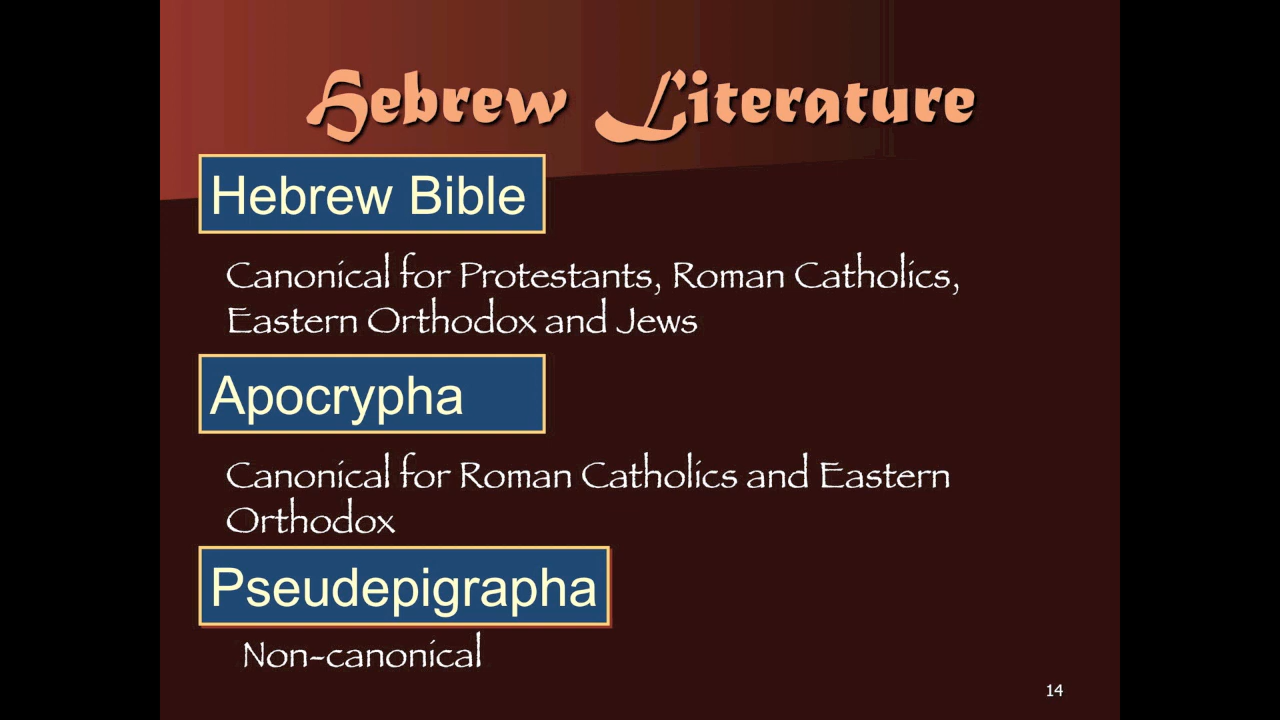 Hebrew Literature
Hebrew Bible
Canonical for Protestants, Roman Catholics,
Eastern Orthodox and Jews
Apocrypha
Canonical for Roman Catholics and Eastern
Orthodox
Pseudepigrapha
Non-canonical
14